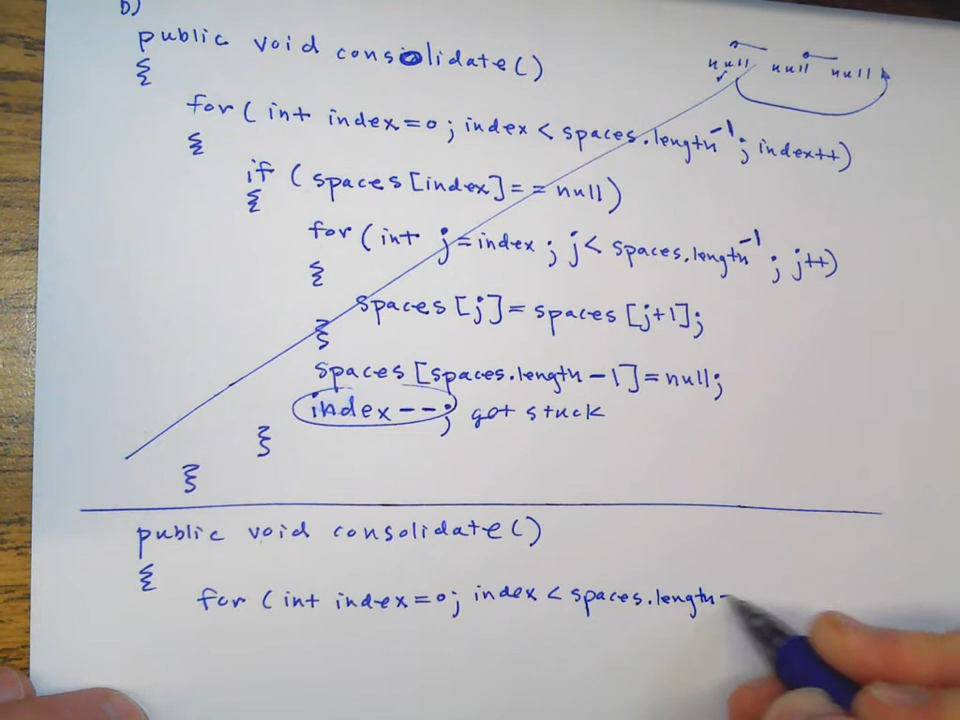 b)
public void consolidate()
{
null null null
for (int index=0; index < spaces.length-1; index++)
{
if (spaces[index]==null)
{
for (int j=index; j < spaces.length-1; j++)
{
spaces[j]=spaces[j+1];
}
spaces[spaces.length-1]=null;
index--; got stuck
}
}
public void consolidate()
{
for (int index=0; index < spaces.length-